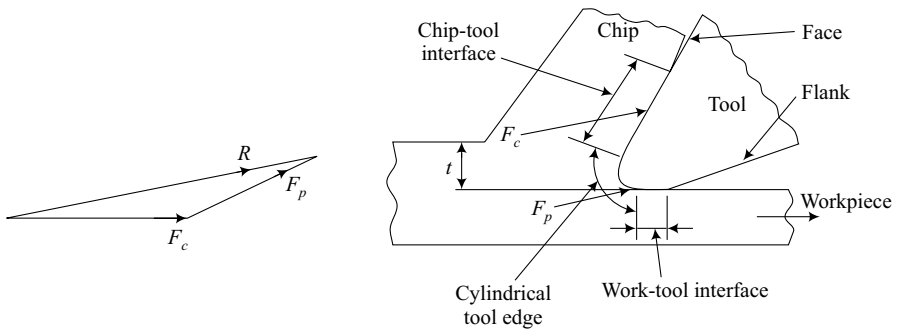 R
F_p
F_c
Chip-tool
interface
Chip
Face
Tool
Flank
F_c
t
F_p
Workpiece
Cylindrical
tool edge
Work-tool interface